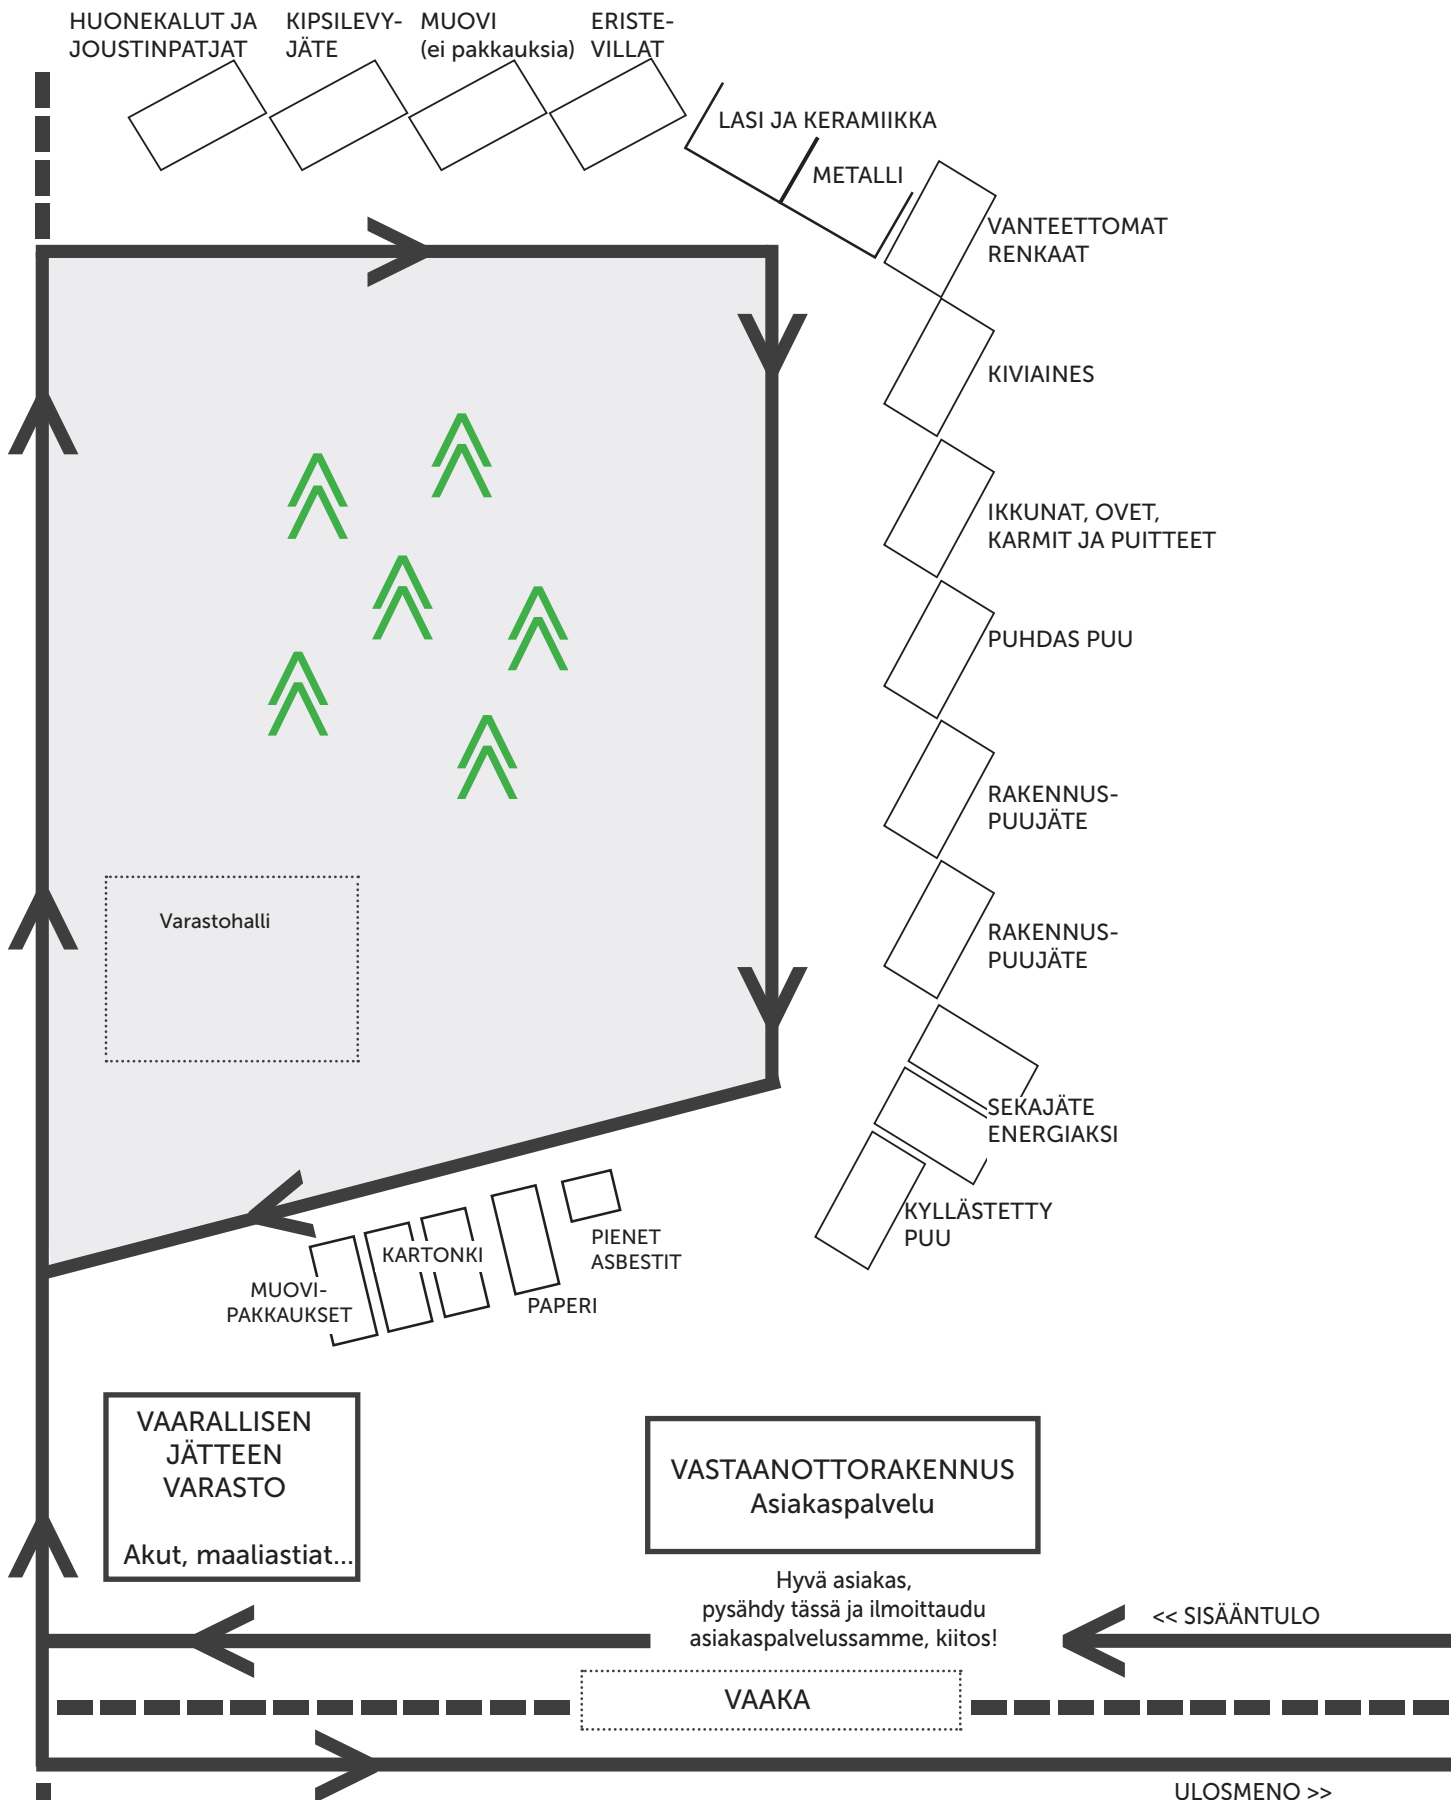 HUONEKALUT JA
JOUSTINPATJAT
KIPSILEVY-
JÄTE
MUOVI
(ei pakkauksia)
ERISTE-
VILLAT
LASI JA KERAMIIKKA
METALLI
VANTEETTOMAT
RENKAAT
KIVIAINES
IKKUNAT, OVET,
KARMIT JA PUITTEET
PUHDAS PUU
RAKENNUS-
PUUJÄTE
Varastohalli
RAKENNUS-
PUUJÄTE
SEKAJÄTE
ENERGIAKSI
KYLLÄSTETTY
PUU
PIENET
ASBESTIT
KARTONKI
PAPERI
MUOVI-
PAKKAUKSET
VAARALLISEN
JÄTTEEN
VARASTO
Akut, maaliastiat...
VASTAANOTTORAKENNUS
Asiakaspalvelu
Hyvä asiakas,
pysähdy tässä ja ilmoittaudu
asiakaspalvelussamme, kiitos!
<< SISÄÄNTULO
VAAKA
ULOSMENO >>